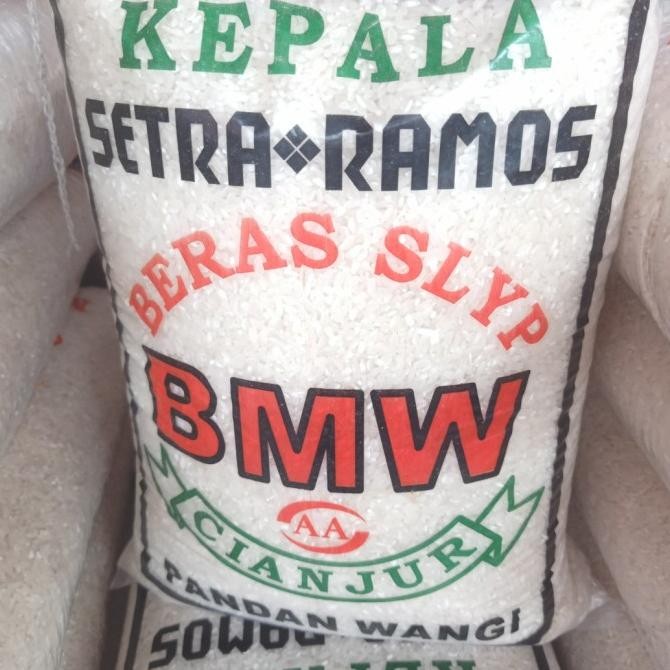 KEPALA
SETRA RAMOS
BERAS SLYP
BMW
AA
CIANJUR
PANDAN WANGI